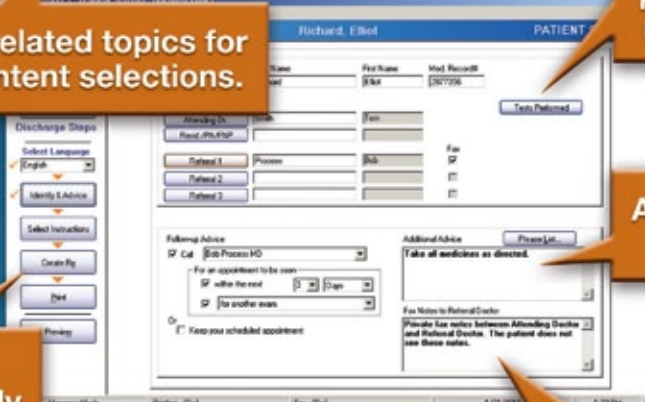 elated topics for
ntent selections.
Richard, Elliot
PATIENT
Name
First Name
Med. Record#
Elliot
Tests Performed
Attending Dr.
Smith
Tom
Resid./PA/FNP
Discharge Steps
Select Language
English
Fax
Referral 1
Process
Bob
Referral 2
Referral 3
Identify & Advice
Select Instructions
Create Rx
Print
Preview
Follow-up Advice
Call
Bob Process MD
For an appointment to be seen
within the next
Days
for another exam
Or
Keep your scheduled appointment
Additional Advice
Phrase List...
Take all medicines as directed.
Fax Notes to Referral Doctor
Private fax notes between Attending Doctor
and Referral Doctor. The patient does not
see these notes.
A
ly